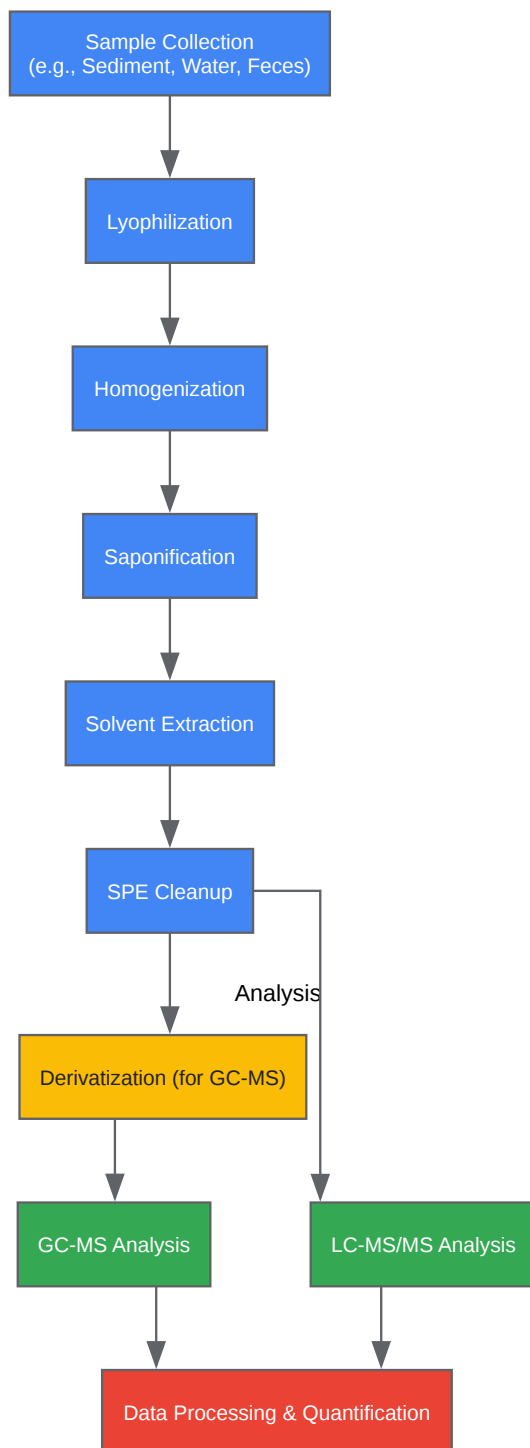 Sample Collection
(e.g., Sediment, Water, Feces)
Lyophilization
Homogenization
Saponification
Solvent Extraction
SPE Cleanup
Analysis
Derivatization (for GC-MS)
GC-MS Analysis
LC-MS/MS Analysis
Data Processing & Quantification